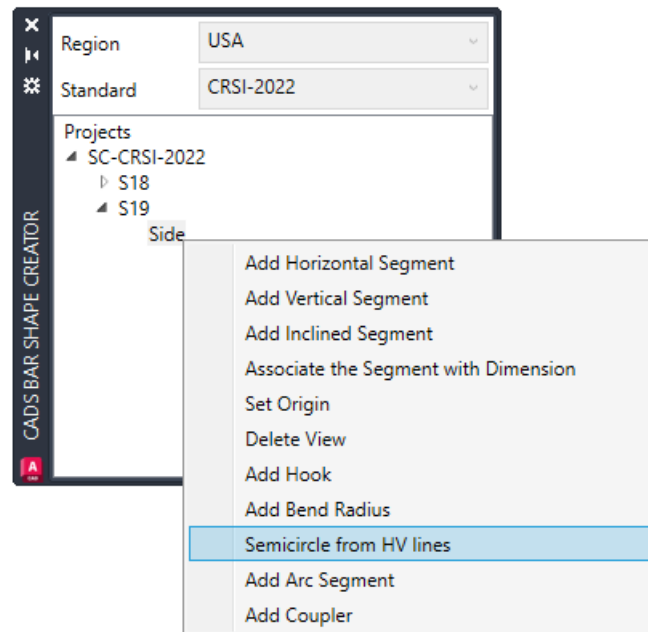 Region USA
Standard CRSI-2022
Projects
SC-CRSI-2022
S18
S19
Side
Add Horizontal Segment
Add Vertical Segment
Add Inclined Segment
Associate the Segment with Dimension
Set Origin
Delete View
Add Hook
Add Bend Radius
Semicircle from HV lines
Add Arc Segment
Add Coupler
CADS BAR SHAPE CREATOR
A
CAD